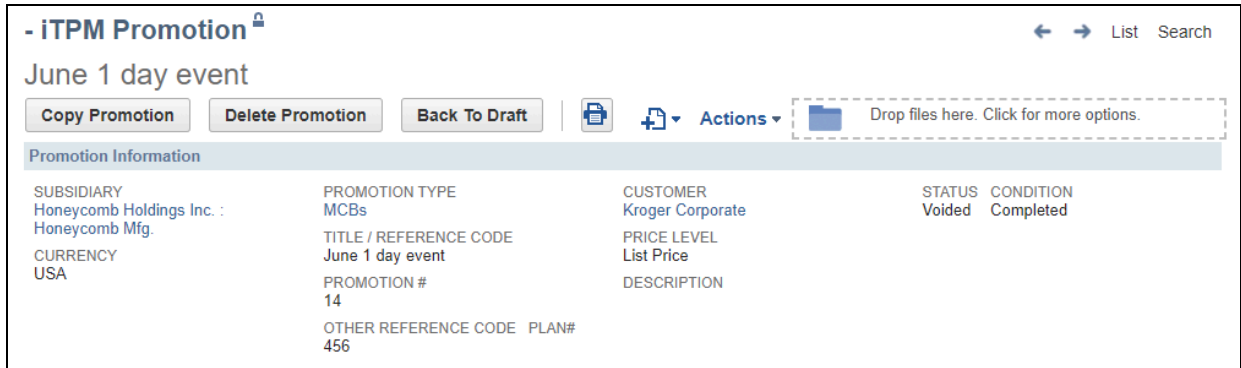 - iTPM Promotion
List Search
June 1 day event
Copy Promotion Delete Promotion Back To Draft Actions Drop files here. Click for more options.
Promotion Information
SUBSIDIARY
Honeycomb Holdings Inc. :
Honeycomb Mfg.
CURRENCY
USA
PROMOTION TYPE
MCBs
TITLE / REFERENCE CODE
June 1 day event
PROMOTION #
14
OTHER REFERENCE CODE PLAN#
456
CUSTOMER
Kroger Corporate
PRICE LEVEL
List Price
DESCRIPTION
STATUS CONDITION
Voided Completed